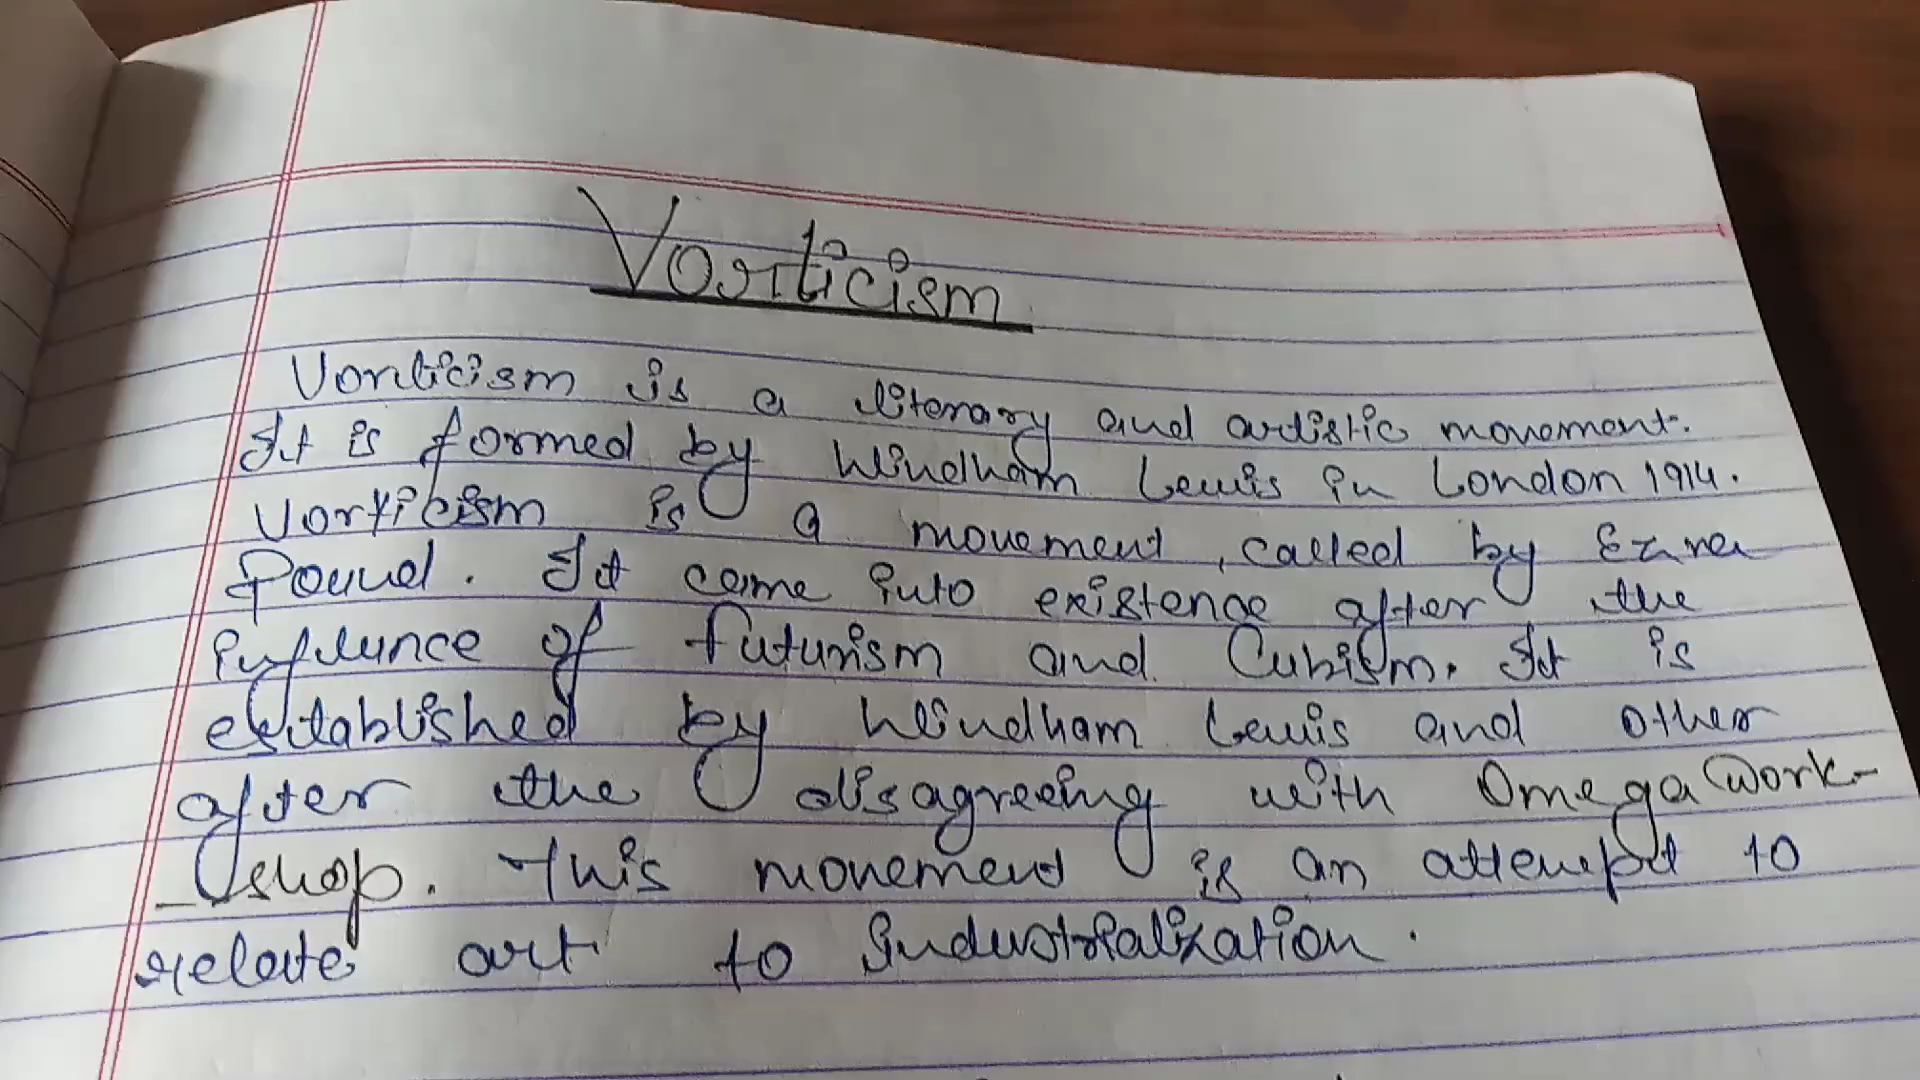 Vorticism
Vorticism is a literary and artistic movement.
It is formed by Windham Lewis in London 1914.
Vorticism is a movement, called by Ezra
Pound. It came into existence after the
influnce of futurism and Cubism. It is
established by Windham Lewis and other
after the disagreeing with Omega Work-
-shop. This movement is an attempt to
relate art to Industrialization.